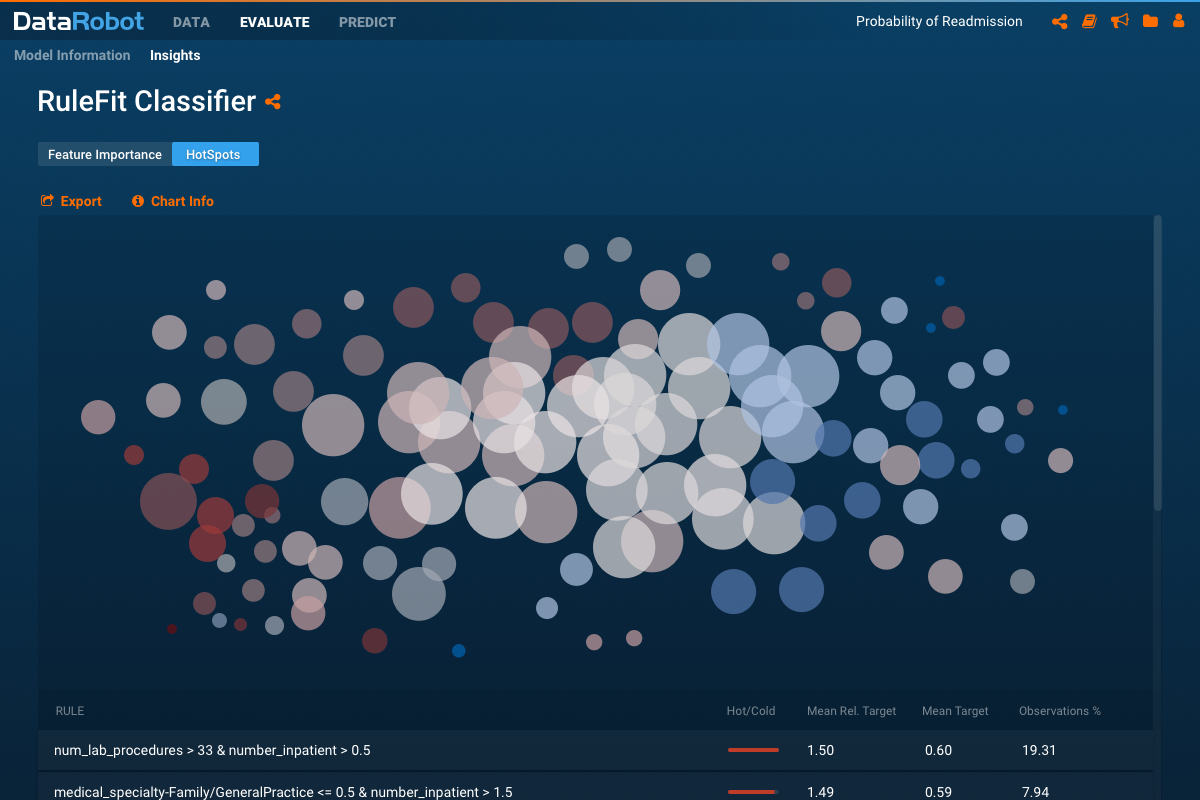 DataRobot DATA EVALUATE PREDICT Probability of Readmission
Model Information Insights
RuleFit Classifier
Feature Importance HotSpots
Export Chart Info
RULE Hot/Cold Mean Rel. Target Mean Target Observations %
num_lab_procedures > 33 & number_inpatient > 0.5 1.50 0.60 19.31
medical_specialty-Family/GeneralPractice <= 0.5 & number_inpatient > 1.5 1.49 0.59 7.94